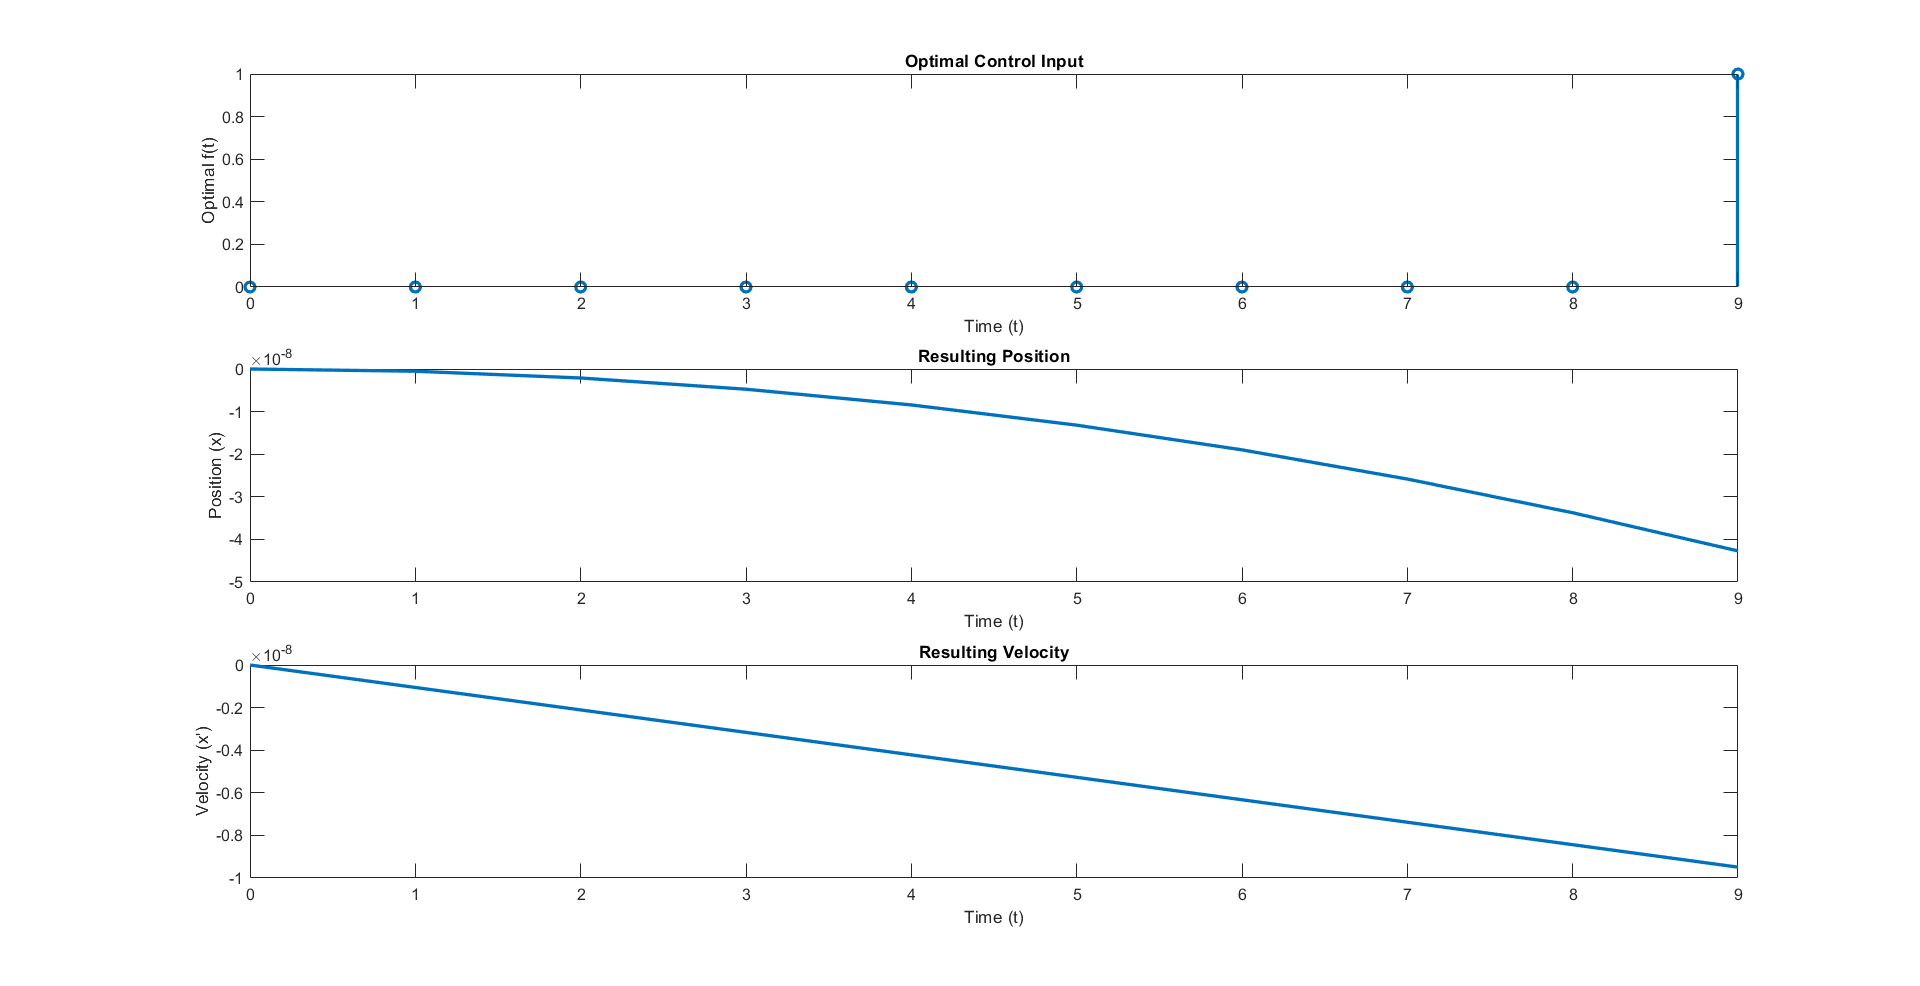 Optimal Control Input
1
0.8
0.6
0.4
0.2
0
Optimal f(t)
0 1 2 3 4 5 6 7 8 9
Time (t)
×10-8
Resulting Position
0
-1
-2
-3
-4
-5
Position (x)
0 1 2 3 4 5 6 7 8 9
Time (t)
×10-8
Resulting Velocity
0
-0.2
-0.4
-0.6
-0.8
-1
Velocity (x')
0 1 2 3 4 5 6 7 8 9
Time (t)